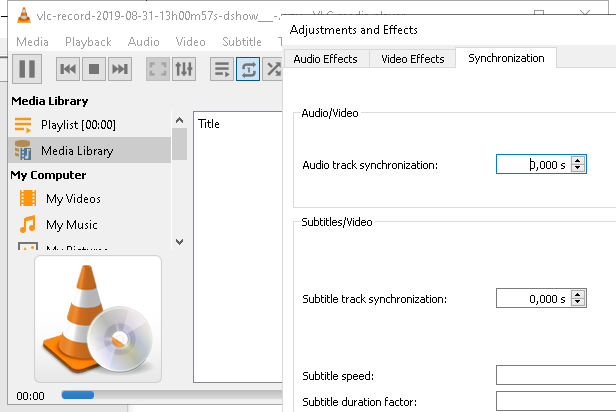 vlc-record-2019-08-31-13h00m57s-dshow__-.
Adjustments and Effects
Media Playback Audio Video Subtitle T
Audio Effects Video Effects Synchronization
Media Library
Playlist [00:00]
Media Library
My Computer
My Videos
My Music
My Pictures
Title
Audio/Video
Audio track synchronization: 0,000 s
Subtitles/Video
Subtitle track synchronization: 0,000 s
Subtitle speed:
Subtitle duration factor:
00:00